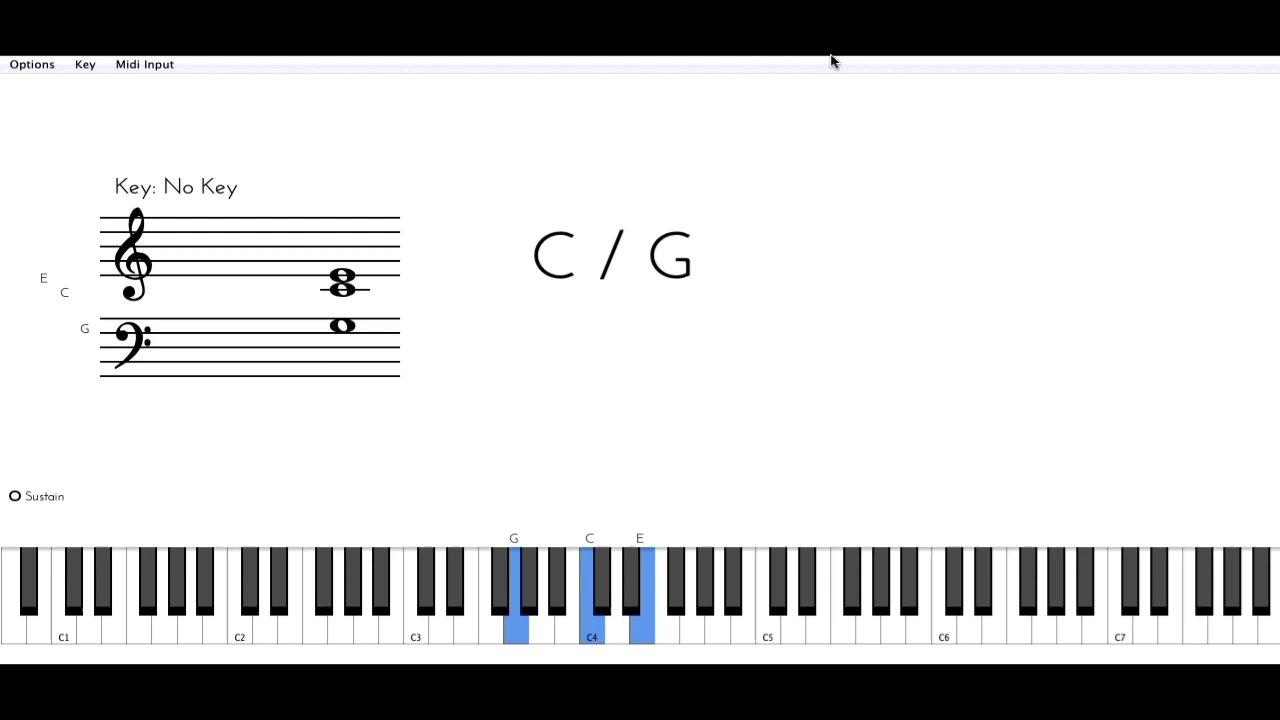 Options Key Midi Input
Key: No Key
C / G
E
C
G
Sustain
G C E
C1 C2 C3 C4 C5 C6 C7